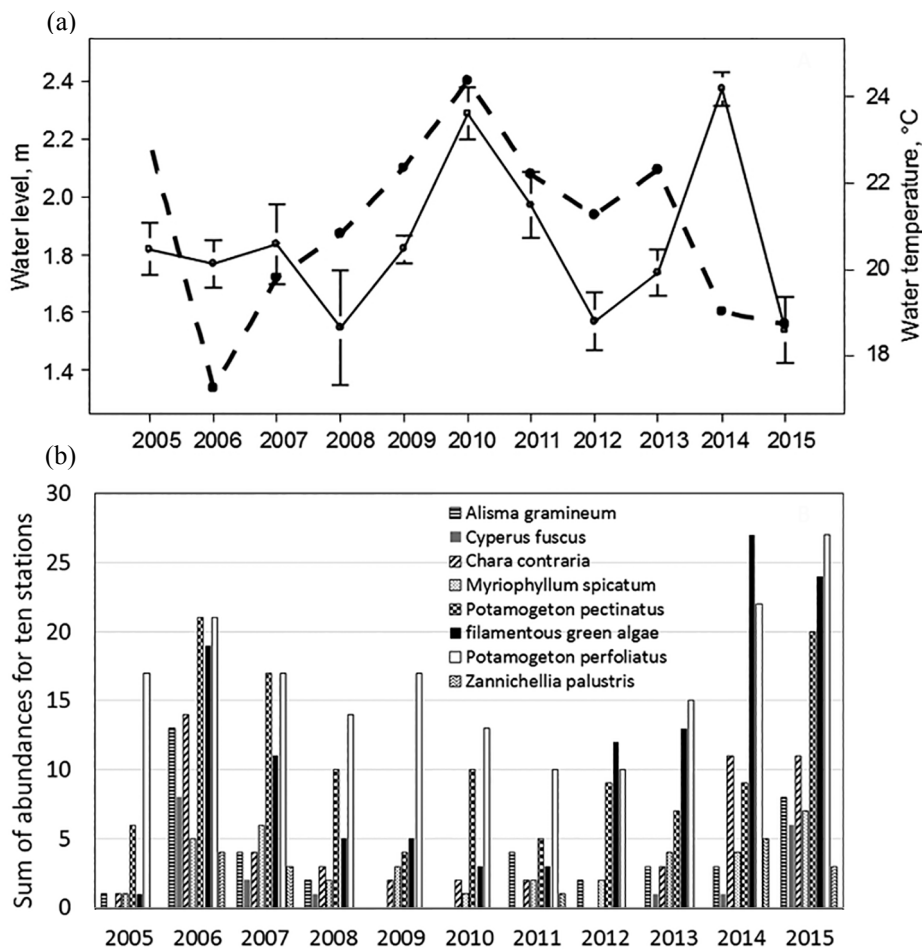 (a)
Water level, m
2.4
2.2
2.0
1.8
1.6
1.4
24
22
20
18
Water temperature, °C
2005 2006 2007 2008 2009 2010 2011 2012 2013 2014 2015
(b)
Sum of abundances for ten stations
30
25
20
15
10
5
0
Alisma gramineum
Cyperus fuscus
Chara contraria
Myriophyllum spicatum
Potamogeton pectinatus
filamentous green algae
Potamogeton perfoliatus
Zannichellia palustris
2005 2006 2007 2008 2009 2010 2011 2012 2013 2014 2015